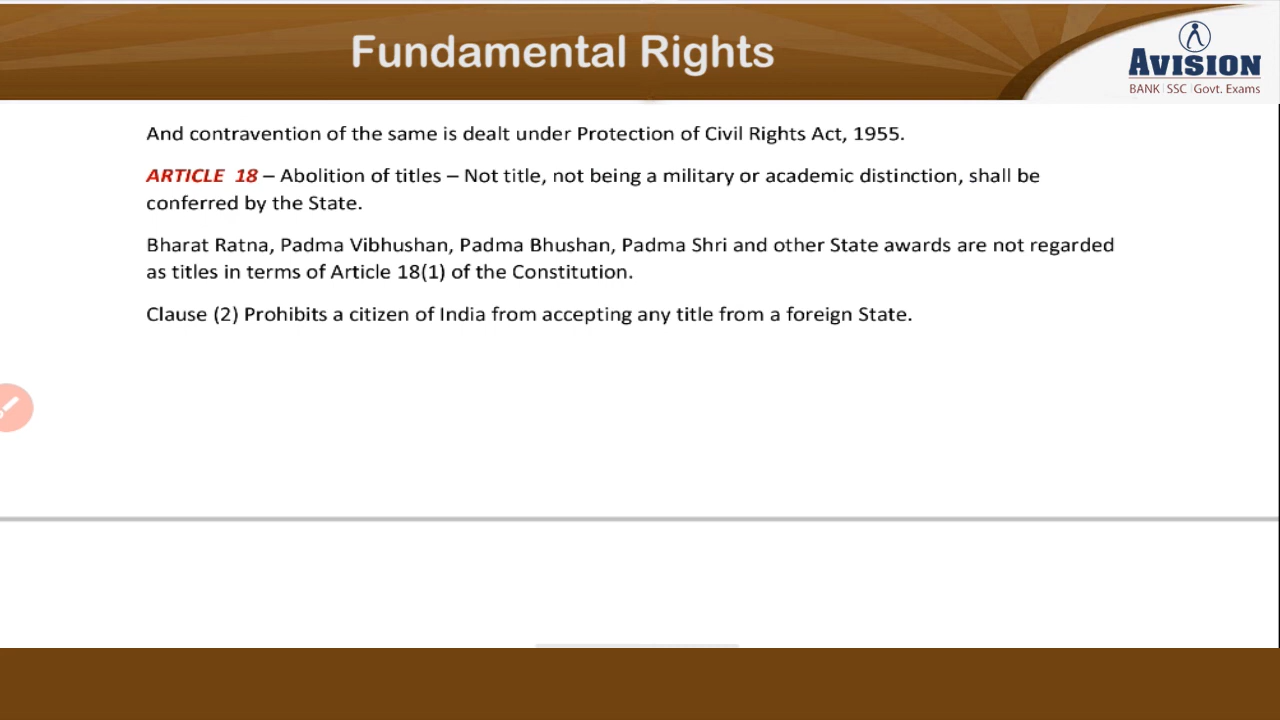 Fundamental Rights
AVISION
BANK | SSC | Govt. Exams
And contravention of the same is dealt under Protection of Civil Rights Act, 1955.
ARTICLE 18 – Abolition of titles – Not title, not being a military or academic distinction, shall be
conferred by the State.
Bharat Ratna, Padma Vibhushan, Padma Bhushan, Padma Shri and other State awards are not regarded
as titles in terms of Article 18(1) of the Constitution.
Clause (2) Prohibits a citizen of India from accepting any title from a foreign State.